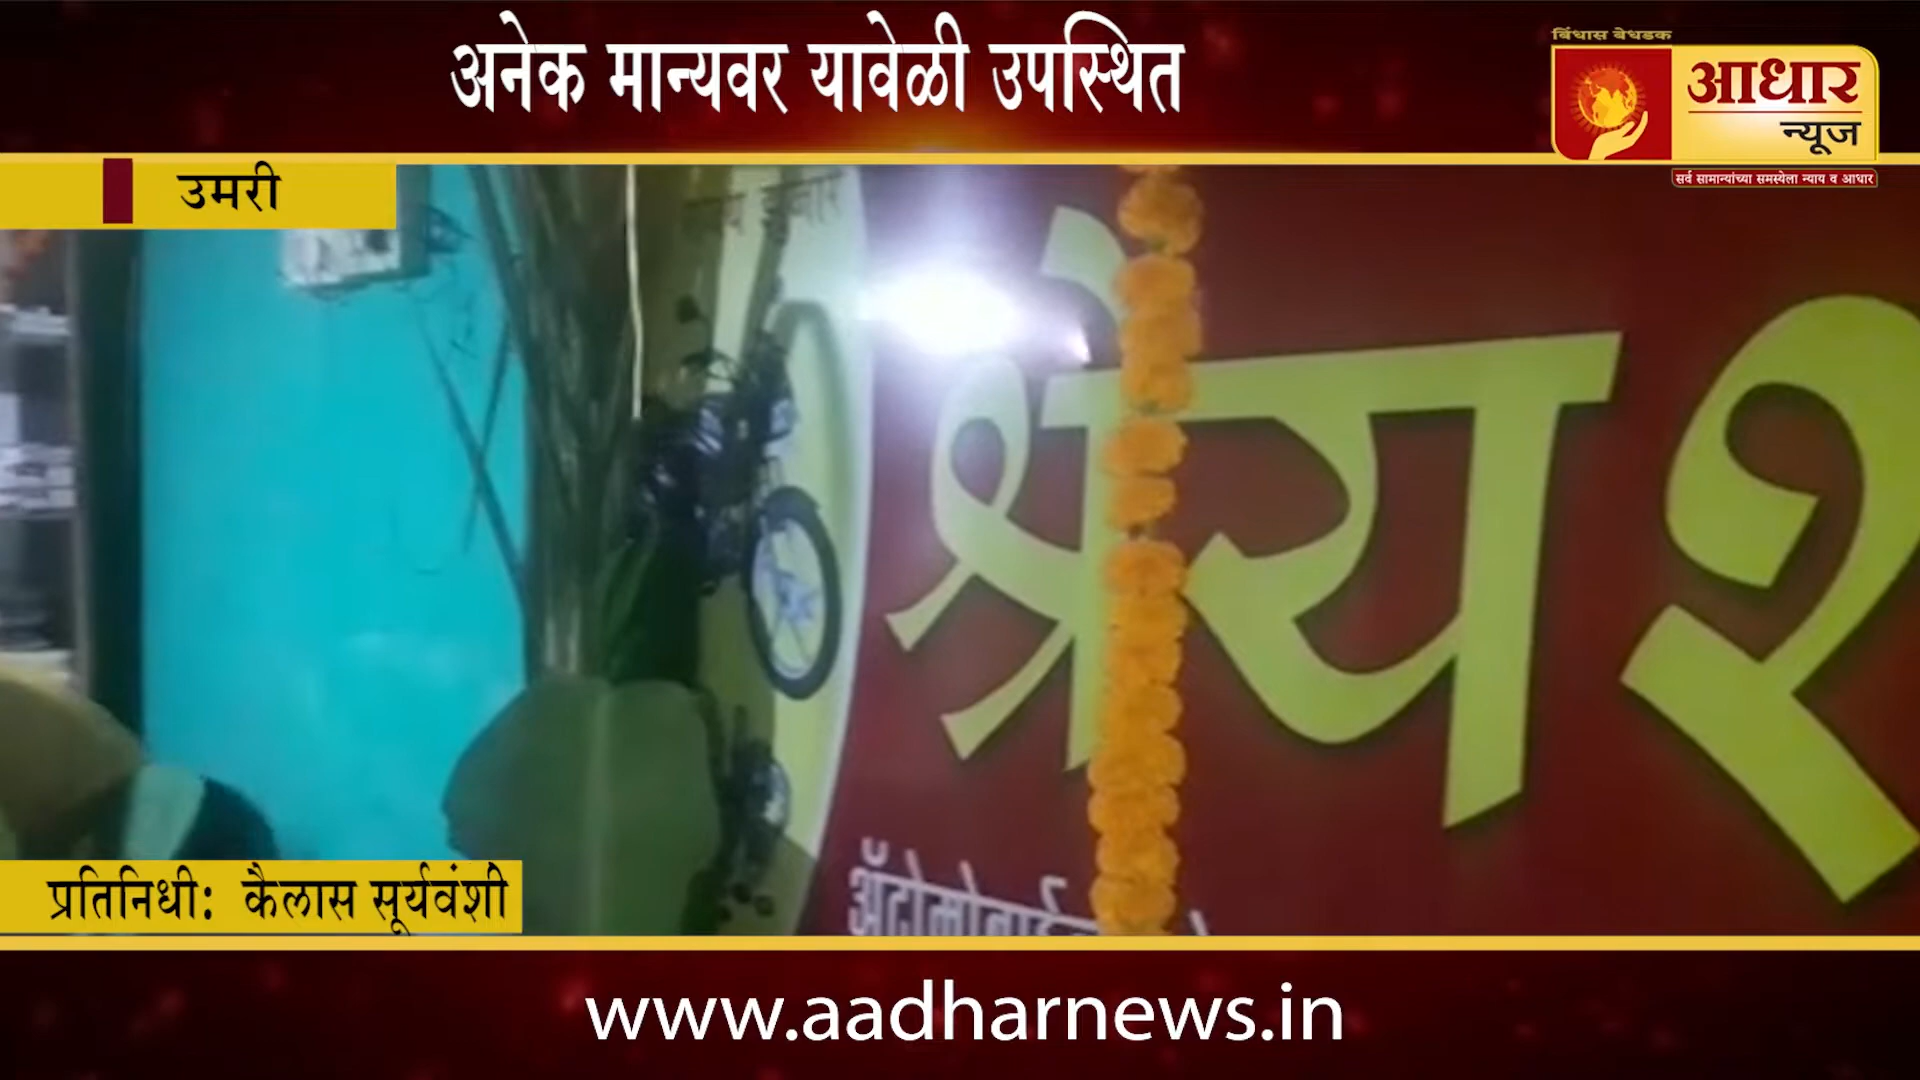 अनेक मान्यवर यावेळी उपस्थित
बिंधास बेधडक
आधार
न्यूज
सर्व सामान्यांच्या समस्येला न्याय व आधार
उमरी
श्रेयश
प्रतिनिधी: कैलास सूर्यवंशी
www.aadharnews.in